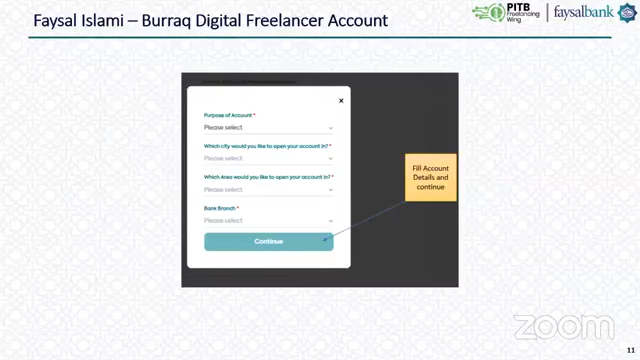 Faysal Islami – Burraq Digital Freelancer Account
PITB
Freelancing
Wing
faysalbank
x
Purpose of Account *
Please select
Which city would you like to open your account in? *
Please select
Which Area would you like to open your account in? *
Please select
Bank Branch *
Please select
Continue
Fill Account
Details and
continue
zoom
11